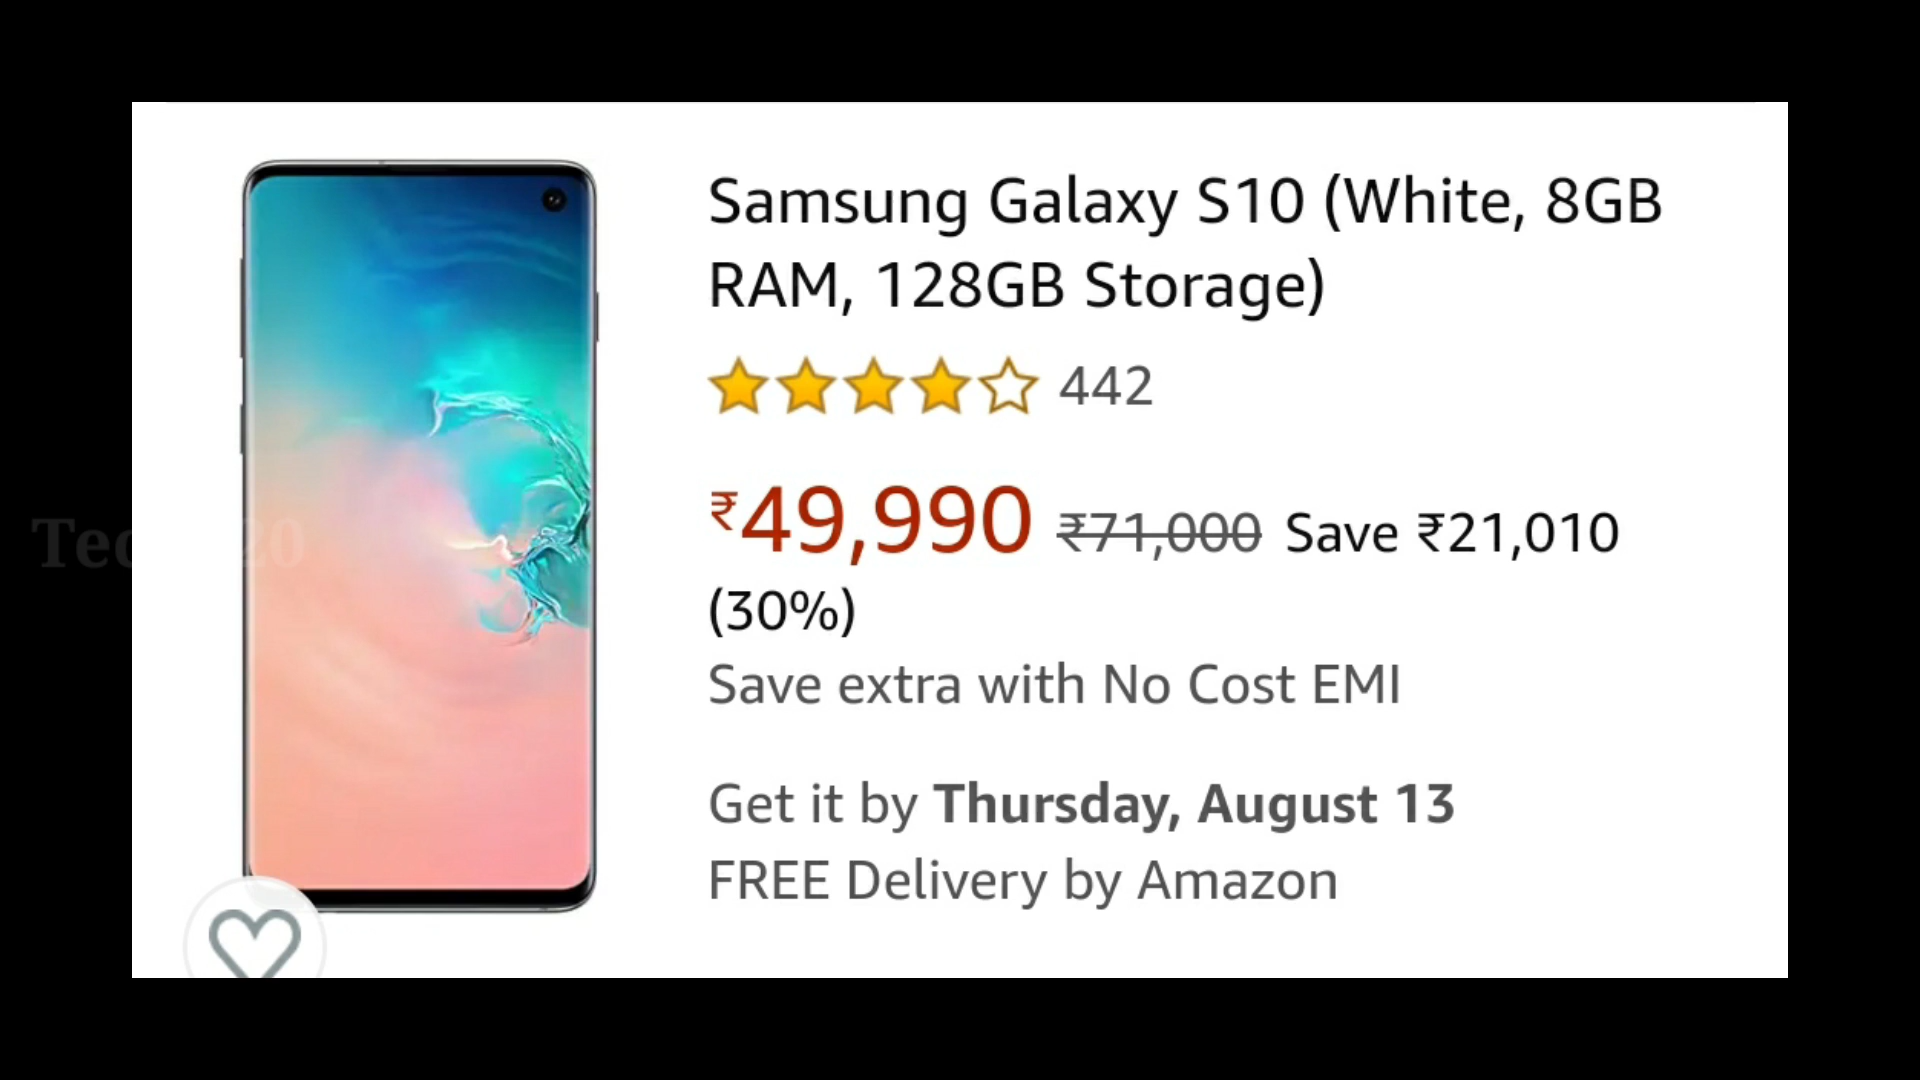 Samsung Galaxy S10 (White, 8GB
RAM, 128GB Storage)
442
₹49,990 ₹71,000 Save ₹21,010
(30%)
Save extra with No Cost EMI
Get it by Thursday, August 13
FREE Delivery by Amazon